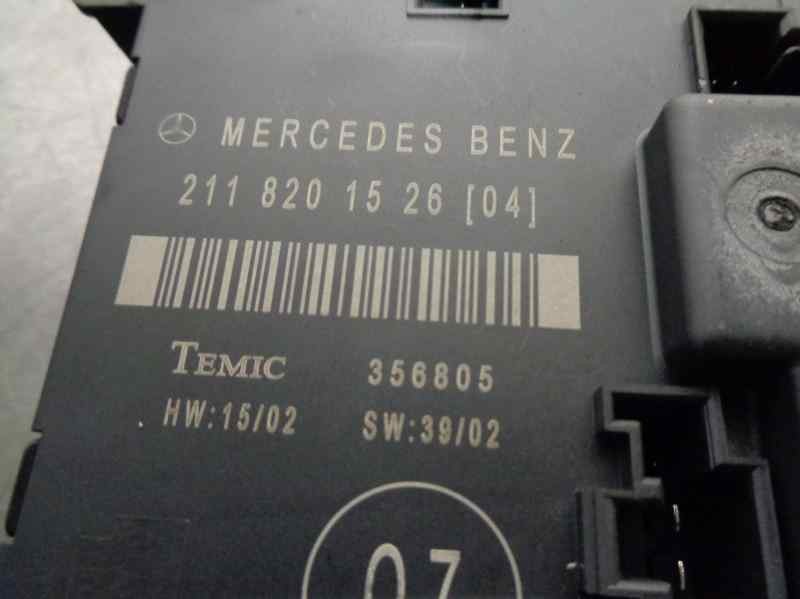 MERCEDES BENZ
211 820 15 26 [04]
TEMIC 356805
HW:15/02 SW:39/02
07